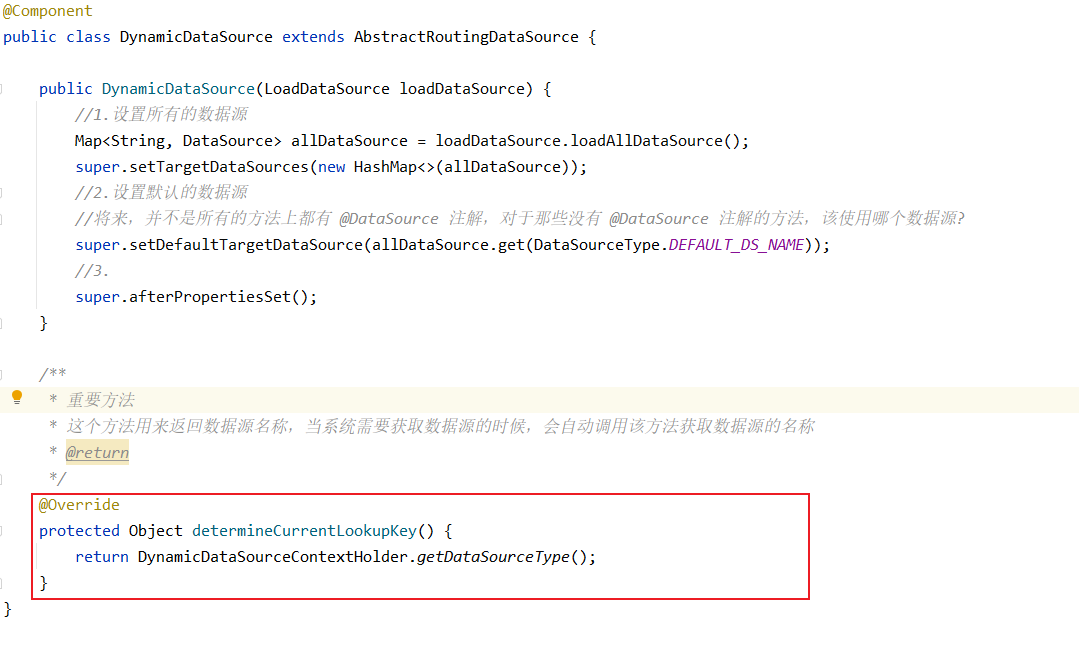 @Component
public class DynamicDataSource extends AbstractRoutingDataSource {
public DynamicDataSource(LoadDataSource loadDataSource) {
//1.设置所有的数据源
Map<String, DataSource> allDataSource = loadDataSource.loadAllDataSource();
super.setTargetDataSources(new HashMap<>(allDataSource));
//2.设置默认的数据源
//将来，并不是所有的方法上都有 @DataSource 注解，对于那些没有 @DataSource 注解的方法，该使用哪个数据源？
super.setDefaultTargetDataSource(allDataSource.get(DataSourceType.DEFAULT_DS_NAME));
//3.
super.afterPropertiesSet();
}
/**
* 重要方法
* 这个方法用来返回数据源名称，当系统需要获取数据源的时候，会自动调用该方法获取数据源的名称
* @return
*/
@Override
protected Object determineCurrentLookupKey() {
return DynamicDataSourceContextHolder.getDataSourceType();
}
}